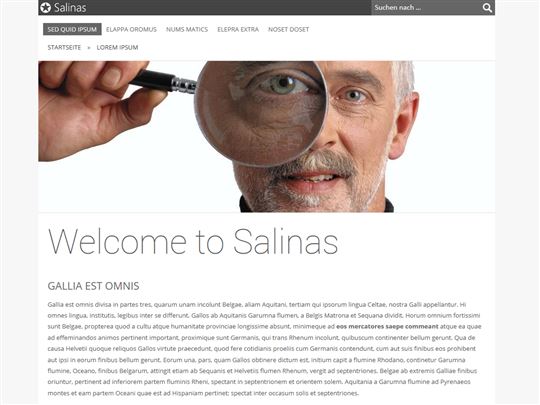 Salinas
Suchen nach ...
SED QUID IPSUM ELAPPA OROMUS NUMS MATICS ELEPRA EXTRA NOSET DOSET
STARTSEITE » LOREM IPSUM
Welcome to Salinas
GALLIA EST OMNIS
Gallia est omnis divisa in partes tres, quarum unam incolunt Belgae, aliam Aquitani, tertiam qui ipsorum lingua Celtae, nostra Galli appellantur. Hi
omnes lingua, institutis, legibus inter se differunt. Gallos ab Aquitanis Garumna flumen, a Belgis Matrona et Sequana dividit. Horum omnium fortissimi
sunt Belgae, propterea quod a cultu atque humanitate provinciae longissime absunt, minimeque ad eos mercatores saepe commeant atque ea quae
ad effeminandos animos pertinent important, proximique sunt Germanis, qui trans Rhenum incolunt, quibuscum continenter bellum gerunt. Qua de
causa Helvetii quoque reliquos Gallos virtute praecedunt, quod fere cotidianis proeliis cum Germanis contendunt, cum aut suis finibus eos prohibent
aut ipsi in eorum finibus bellum gerunt. Eorum una, pars, quam Gallos obtinere dictum est, initium capit a flumine Rhodano, continetur Garumna
flumine, Oceano, finibus Belgarum, attingit etiam ab Sequanis et Helvetiis flumen Rhenum, vergit ad septentriones. Belgae ab extremis Galliae finibus
oriuntur, pertinent ad inferiorem partem fluminis Rheni, spectant in septentrionem et orientem solem. Aquitania a Garumna flumine ad Pyrenaeos
montes et eam partem Oceani quae est ad Hispaniam pertinet; spectat inter occasum solis et septentriones.